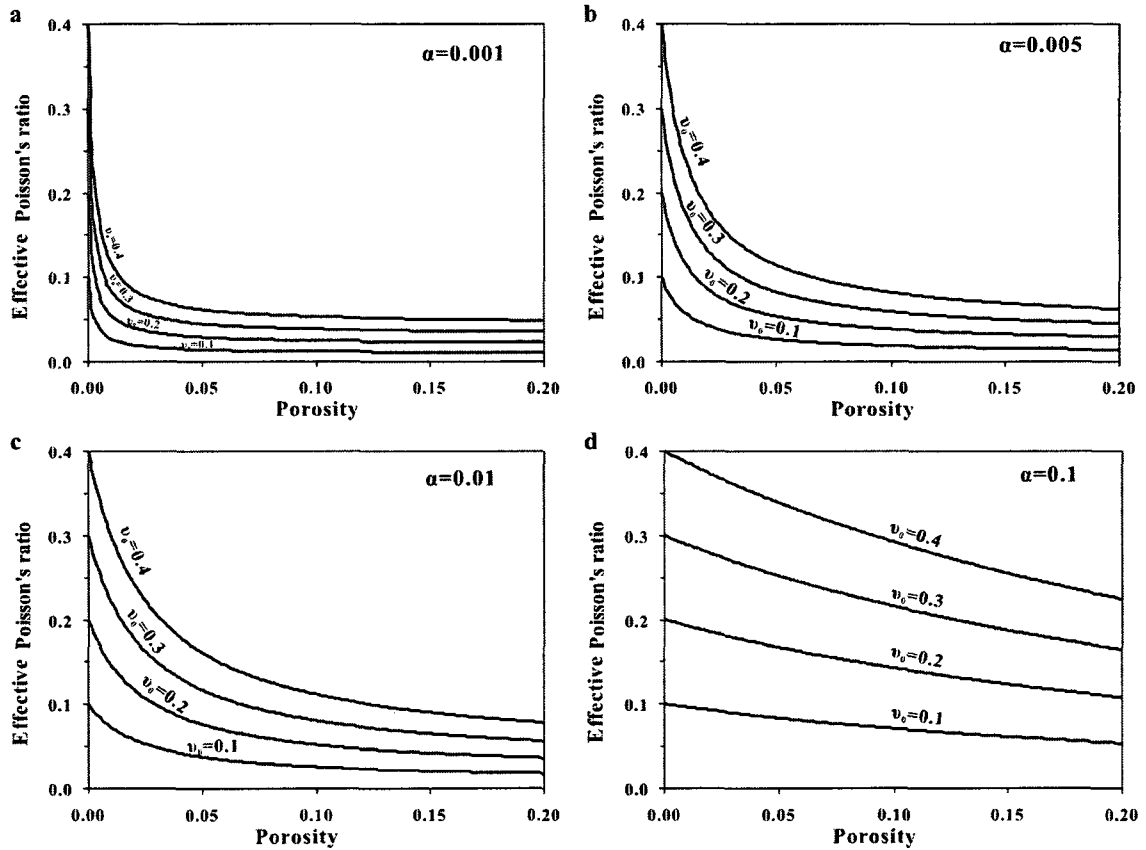 a
α=0.001
Effective Poisson's ratio
0.4
0.3
0.2
0.1
0.0
υ₀=0.4
υ₀=0.3
υ₀=0.2
υ₀=0.1
0.00 0.05 0.10 0.15 0.20
Porosity
b
α=0.005
Effective Poisson's ratio
0.4
0.3
0.2
0.1
0.0
υ₀=0.4
υ₀=0.3
υ₀=0.2
υ₀=0.1
0.00 0.05 0.10 0.15 0.20
Porosity
c
α=0.01
Effective Poisson's ratio
0.4
0.3
0.2
0.1
0.0
υ₀=0.4
υ₀=0.3
υ₀=0.2
υ₀=0.1
0.00 0.05 0.10 0.15 0.20
Porosity
d
α=0.1
Effective Poisson's ratio
0.4
0.3
0.2
0.1
0.0
υ₀=0.4
υ₀=0.3
υ₀=0.2
υ₀=0.1
0.00 0.05 0.10 0.15 0.20
Porosity